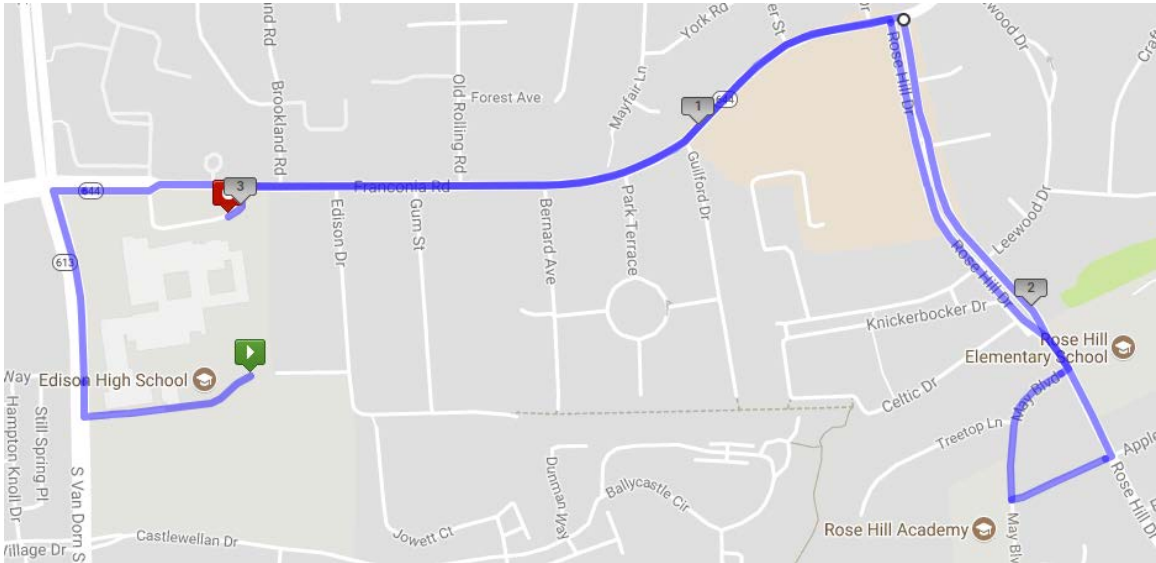 York Rd
Forest Ave
Brookland Rd
Old Rolling Rd
Mayfair Ln
1
644
Rose Hill Dr
3
644
Franconia Rd
Edison Dr
Gum St
Bernard Ave
Park Terrace
Guilford Dr
Leewood Dr
613
Rose Hill Dr
2
Knickerbocker Dr
Rose Hill
Elementary School
Way
Edison High School
Celtic Dr
May Blvd
Hampton Knoll Dr
Still Spring Pl
S Van Dorn S
Treetop Ln
Apple
Dunman Way
Ballycastle Cir
Rose Hill Dr
Jowett Ct
Castlewellan Dr
Village Dr
Rose Hill Academy
May Blv